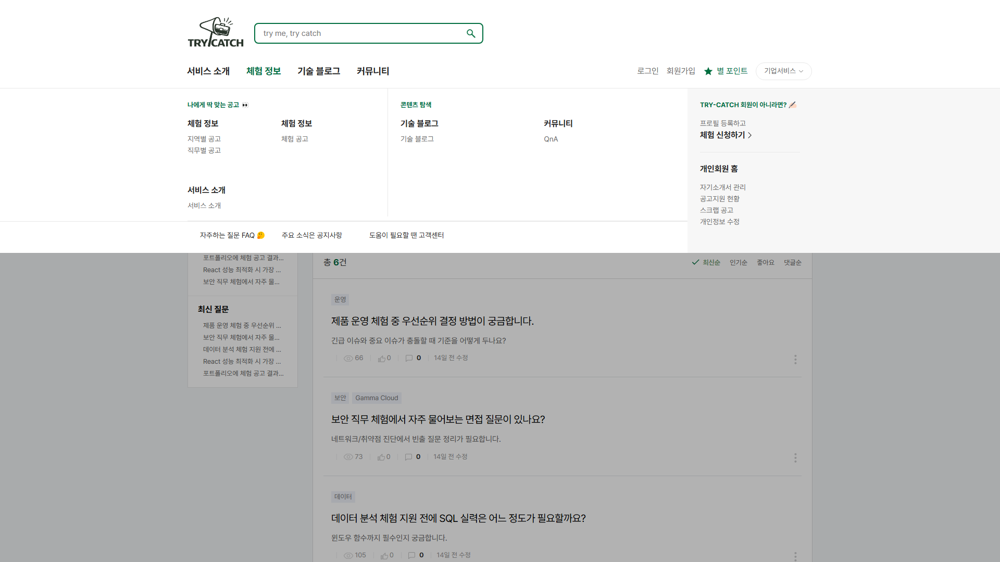 TRY CATCH
try me, try catch
서비스 소개
체험 정보
기술 블로그
커뮤니티
로그인
회원가입
별 포인트
기업서비스
나에게 딱 맞는 공고 👀
체험 정보
지역별 공고
직무별 공고
체험 정보
체험 공고
서비스 소개
서비스 소개
콘텐츠 탐색
기술 블로그
기술 블로그
커뮤니티
QnA
TRY-CATCH 회원이 아니라면? ✍🏻
프로필 등록하고
체험 신청하기
개인회원 홈
자기소개서 관리
공고지원 현황
스크랩 공고
개인정보 수정
자주하는 질문 FAQ 🤔
주요 소식은 공지사항
도움이 필요할 땐 고객센터
포트폴리오에 체험 공고 결과...
React 성능 최적화 시 가장 ...
보안 직무 체험에서 자주 물...
최신 질문
제품 운영 체험 중 우선순위 ...
보안 직무 체험에서 자주 물...
데이터 분석 체험 지원 전에 ...
React 성능 최적화 시 가장 ...
포트폴리오에 체험 공고 결과...
총 6건
최신순
인기순
좋아요
댓글순
운영
제품 운영 체험 중 우선순위 결정 방법이 궁금합니다.
긴급 이슈와 중요 이슈가 충돌할 때 기준을 어떻게 두나요?
66
0
0
14일 전 수정
보안
Gamma Cloud
보안 직무 체험에서 자주 물어보는 면접 질문이 있나요?
네트워크/취약점 진단에서 빈출 질문 정리가 필요합니다.
73
0
0
14일 전 수정
데이터
데이터 분석 체험 지원 전에 SQL 실력은 어느 정도가 필요할까요?
윈도우 함수까지 필수인지 궁금합니다.
105
0
0
14일 전 수정